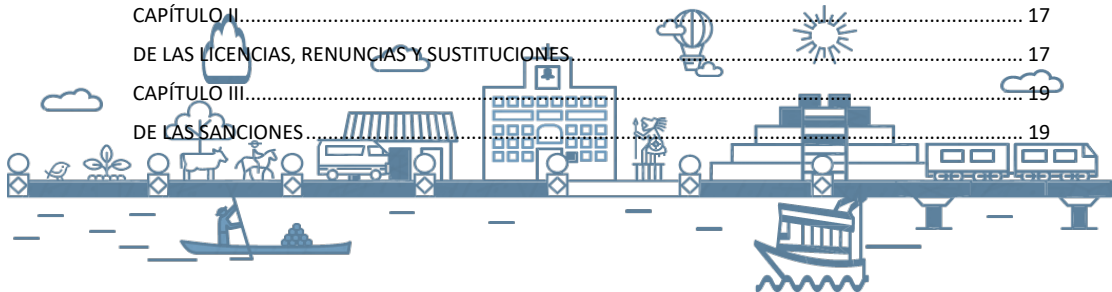 CAPÍTULO II.................................................................................................................. 17
DE LAS LICENCIAS, RENUNCIAS Y SUSTITUCIONES................................................................ 17
CAPÍTULO III................................................................................................................. 19
DE LAS SANCIONES ......................................................................................................... 19